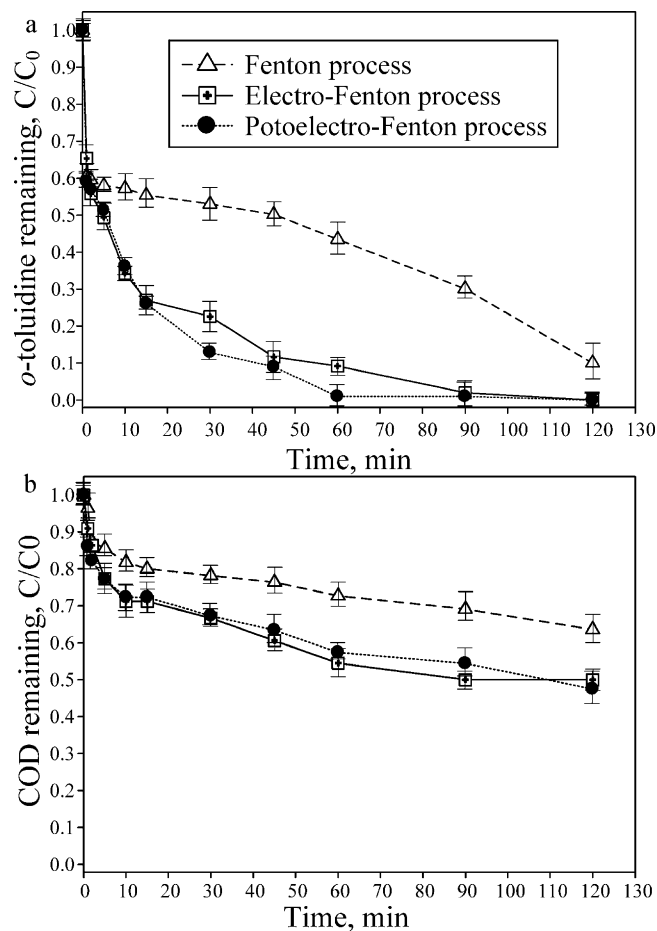 a
1.0
0.9
0.8
0.7
0.6
0.5
0.4
0.3
0.2
0.1
0.0
o-toluidine remaining, C/C0
Fenton process
Electro-Fenton process
Potoelectro-Fenton process
0 10 20 30 40 50 60 70 80 90 100 110 120 130
Time, min
b
1.0
0.9
0.8
0.7
0.6
0.5
0.4
0.3
0.2
0.1
0.0
COD remaining, C/C0
0 10 20 30 40 50 60 70 80 90 100 110 120 130
Time, min